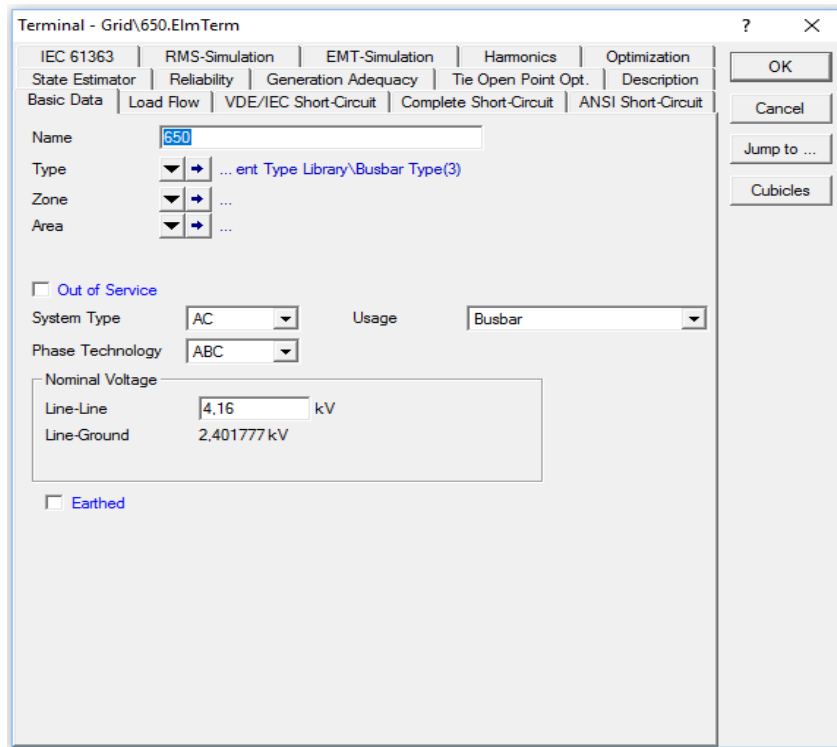 Terminal - Grid\650.ElmTerm ? ×
IEC 61363 RMS-Simulation EMT-Simulation Harmonics Optimization
OK
State Estimator Reliability Generation Adequacy Tie Open Point Opt. Description
Basic Data Load Flow VDE/IEC Short-Circuit Complete Short-Circuit ANSI Short-Circuit
Cancel
Name 650
Jump to ...
Type ... ent Type Library\Busbar Type(3)
Cubicles
Zone ...
Area ...
Out of Service
System Type AC Usage Busbar
Phase Technology ABC
Nominal Voltage
Line-Line 4,16 kV
Line-Ground 2,401777 kV
Earthed